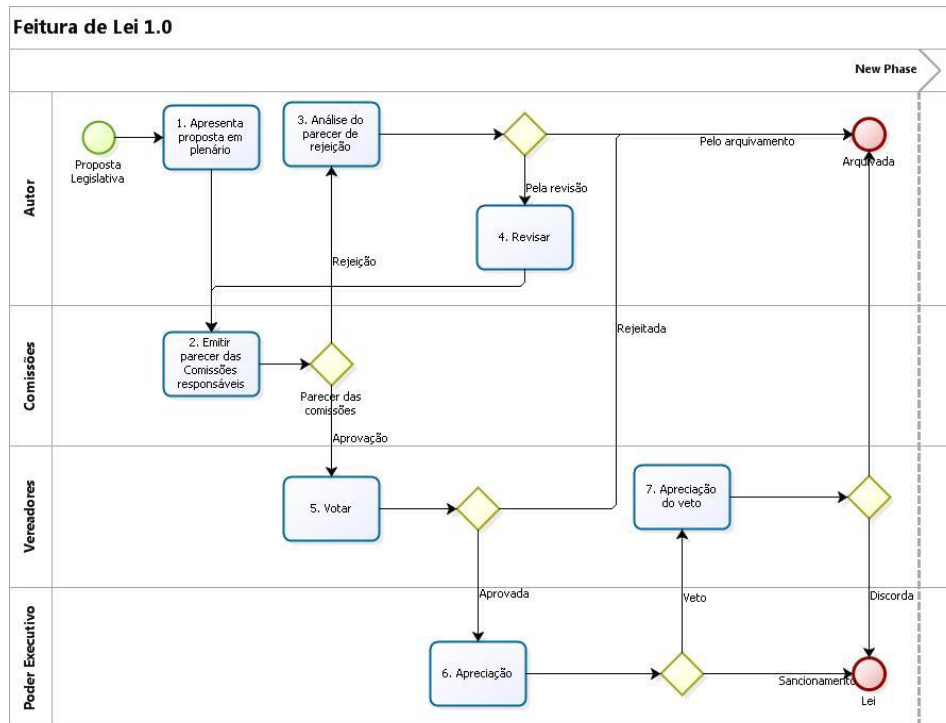 Feitura de Lei 1.0
New Phase
Autor
Proposta
Legislativa
1. Apresenta
proposta em
plenário
3. Análise do
parecer de
rejeição
Pelo arquivamento
Arquivada
Pela revisão
4. Revisar
Rejeição
Comissões
2. Emitir
parecer das
Comissões
responsáveis
Parecer das
comissões
Rejeitada
Aprovação
Vereadores
5. Votar
7. Apreciação
do veto
Aprovada
Veto
Discorda
Poder Executivo
6. Apreciação
Sancionamento
Lei